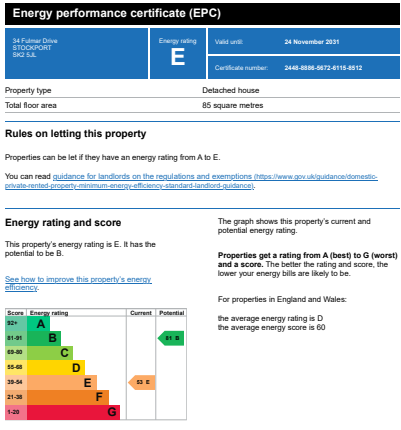 Energy performance certificate (EPC)
34 Fulmar Drive
STOCKPORT
SK2 5JL
Energy rating
E
Valid until:
24 November 2031
Certificate number:
2448-8886-5672-6115-8512
Property type
Detached house
Total floor area
85 square metres
Rules on letting this property
Properties can be let if they have an energy rating from A to E.
You can read guidance for landlords on the regulations and exemptions (https://www.gov.uk/guidance/domestic-
private-rented-property-minimum-energy-efficiency-standard-landlord-guidance).
Energy rating and score
This property's energy rating is E. It has the
potential to be B.
See how to improve this property's energy
efficiency.
Score Energy rating Current Potential
92+ A
81-91 B 81 B
69-80 C
55-68 D
39-54 E 53 E
21-38 F
1-20 G
The graph shows this property's current and
potential energy rating.
Properties get a rating from A (best) to G (worst)
and a score. The better the rating and score, the
lower your energy bills are likely to be.
For properties in England and Wales:
the average energy rating is D
the average energy score is 60